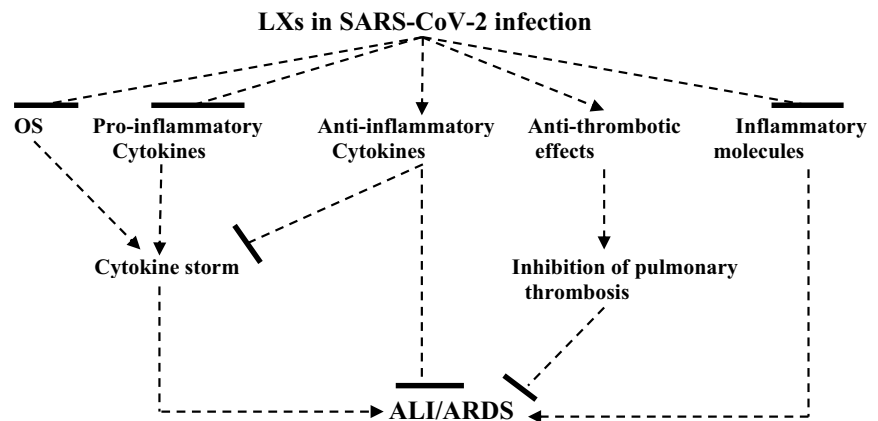 LXs in SARS-CoV-2 infection
OS
Pro-inflammatory
Cytokines
Anti-inflammatory
Cytokines
Anti-thrombotic
effects
Inflammatory
molecules
Cytokine storm
Inhibition of pulmonary
thrombosis
ALI/ARDS